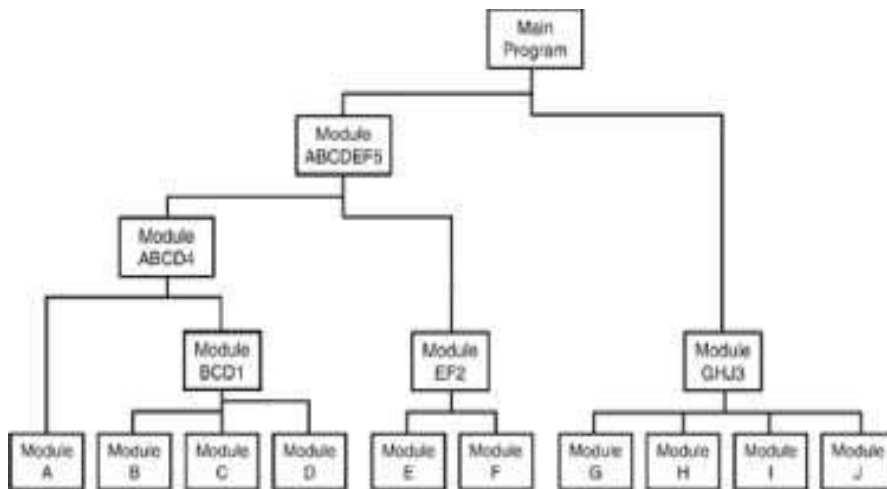 Main
Program
Module
ABCDEF5
Module
ABCD4
Module
BCD1
Module
EF2
Module
GHJ3
Module
A
Module
B
Module
C
Module
D
Module
E
Module
F
Module
G
Module
H
Module
I
Module
J